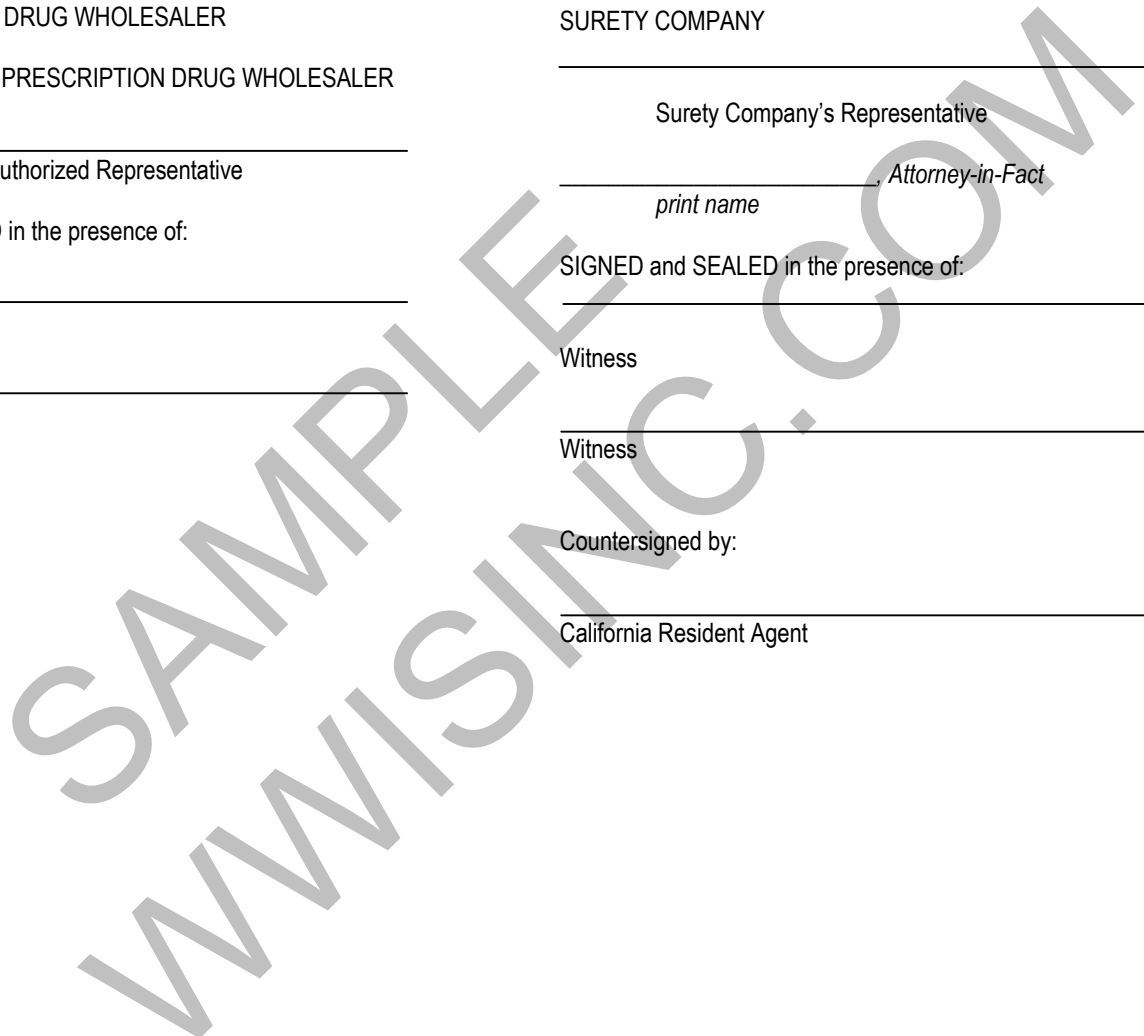 DRUG WHOLESALER
PRESCRIPTION DRUG WHOLESALER
Representative
in the presence of:
SURETY COMPANY
Surety Company's Representative
__________________________, Attorney-in-Fact
print name
SIGNED and SEALED in the presence of:
Witness
Witness
Countersigned by:
California Resident Agent
SAMPLE
WWISINC.COM